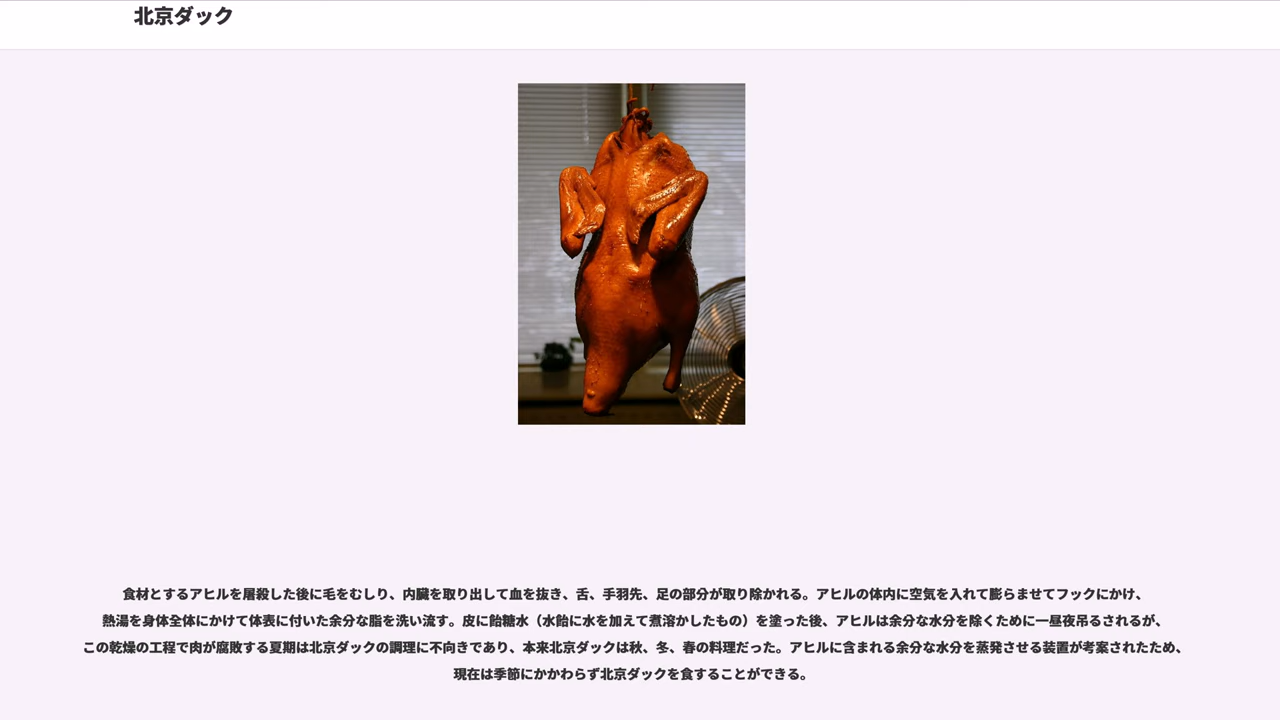 北京ダック
食材とするアヒルを屠殺した後に毛をむしり、内臓を取り出して血を抜き、舌、手羽先、足の部分が取り除かれる。アヒルの体内に空気を入れて膨らませてフックにかけ、
熱湯を身体全体にかけて体表に付いた余分な脂を洗い流す。皮に飴糖水（水飴に水を加えて煮溶かしたもの）を塗った後、アヒルは余分な水分を除くために一昼夜吊るされるが、
この乾燥の工程で肉が腐敗する夏期は北京ダックの調理に不向きであり、本来北京ダックは秋、冬、春の料理だった。アヒルに含まれる余分な水分を蒸発させる装置が考案されたため、
現在は季節にかかわらず北京ダックを食することができる。